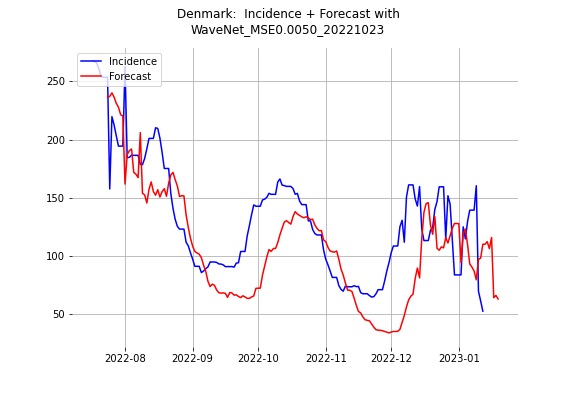 Denmark: Incidence + Forecast with
WaveNet_MSE0.0050_20221023
Incidence
Forecast
250
200
150
100
50
2022-08
2022-09
2022-10
2022-11
2022-12
2023-01